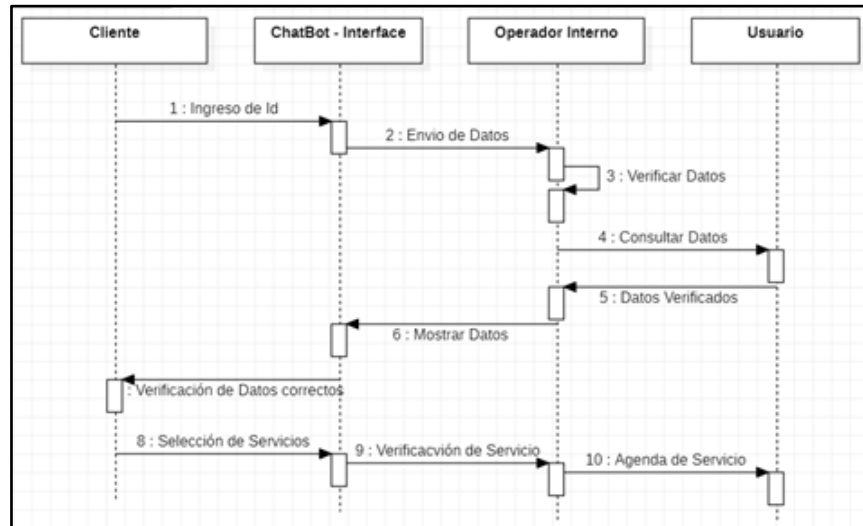 Cliente
ChatBot - Interface
Operador Interno
Usuario
1 : Ingreso de Id
2 : Envio de Datos
3 : Verificar Datos
4 : Consultar Datos
5 : Datos Verificados
6 : Mostrar Datos
: Verificación de Datos correctos
8 : Selección de Servicios
9 : Verificacvión de Servicio
10 : Agenda de Servicio